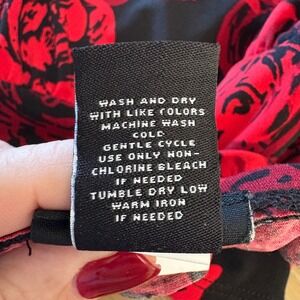 WASH AND DRY
WITH LIKE COLORS
MACHINE WASH
COLD
GENTLE CYCLE
USE ONLY NON-
CHLORINE BLEACH
IF NEEDED
TUMBLE DRY LOW
WARM IRON
IF NEEDED